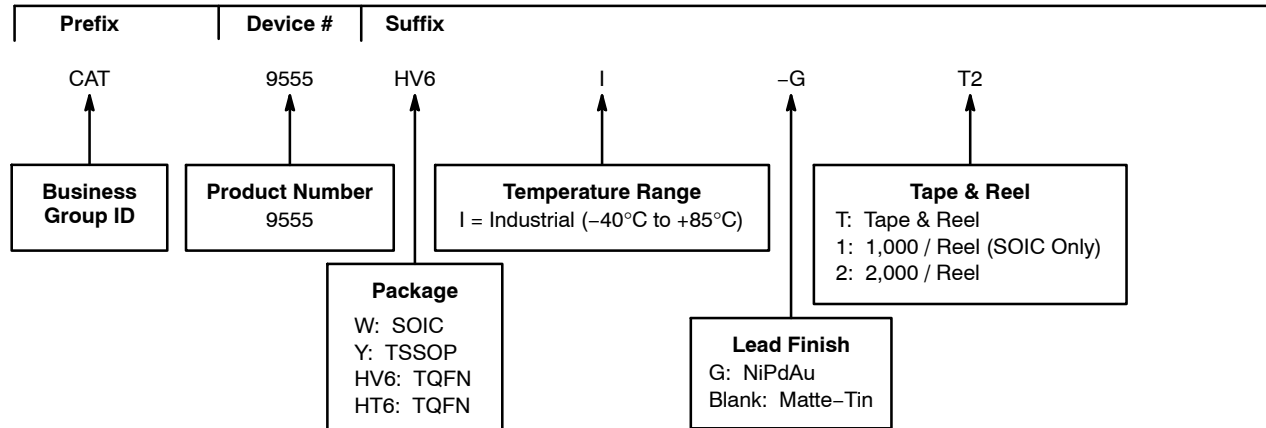 Prefix Device # Suffix
CAT 9555 HV6 I −G T2
Business
Group ID
Product Number
9555
Temperature Range
I = Industrial (−40°C to +85°C)
Tape & Reel
T: Tape & Reel
1: 1,000 / Reel (SOIC Only)
2: 2,000 / Reel
Package
W: SOIC
Y: TSSOP
HV6: TQFN
HT6: TQFN
Lead Finish
G: NiPdAu
Blank: Matte−Tin